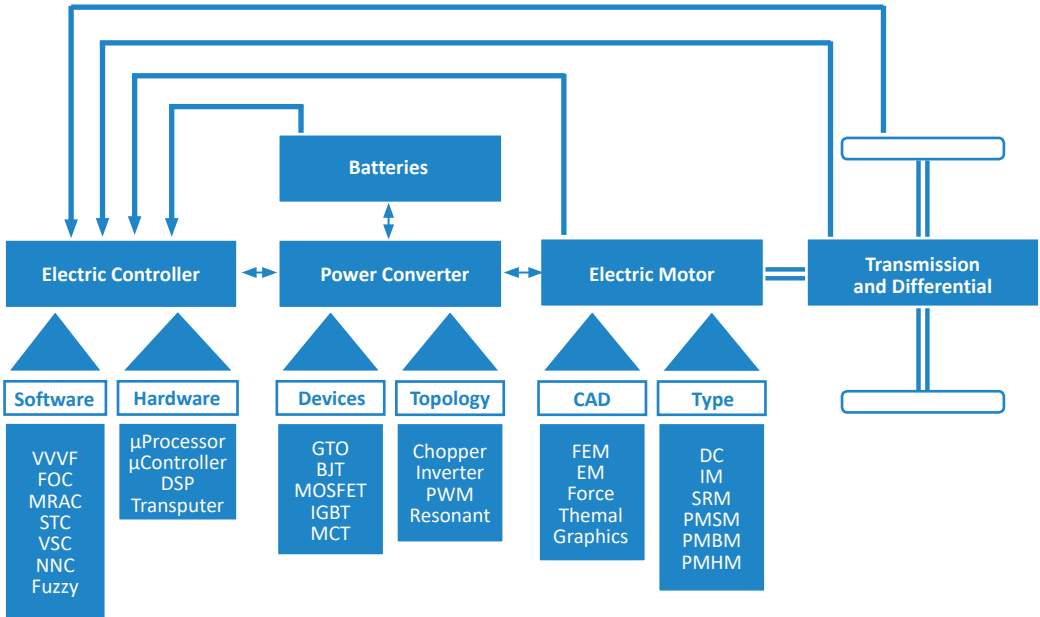 Batteries
Electric Controller
Power Converter
Electric Motor
Transmission
and Differential
Software
Hardware
Devices
Topology
CAD
Type
VVVF
FOC
MRAC
STC
VSC
NNC
Fuzzy
µProcessor
µController
DSP
Transputer
GTO
BJT
MOSFET
IGBT
MCT
Chopper
Inverter
PWM
Resonant
FEM
EM
Force
Themal
Graphics
DC
IM
SRM
PMSM
PMBM
PMHM